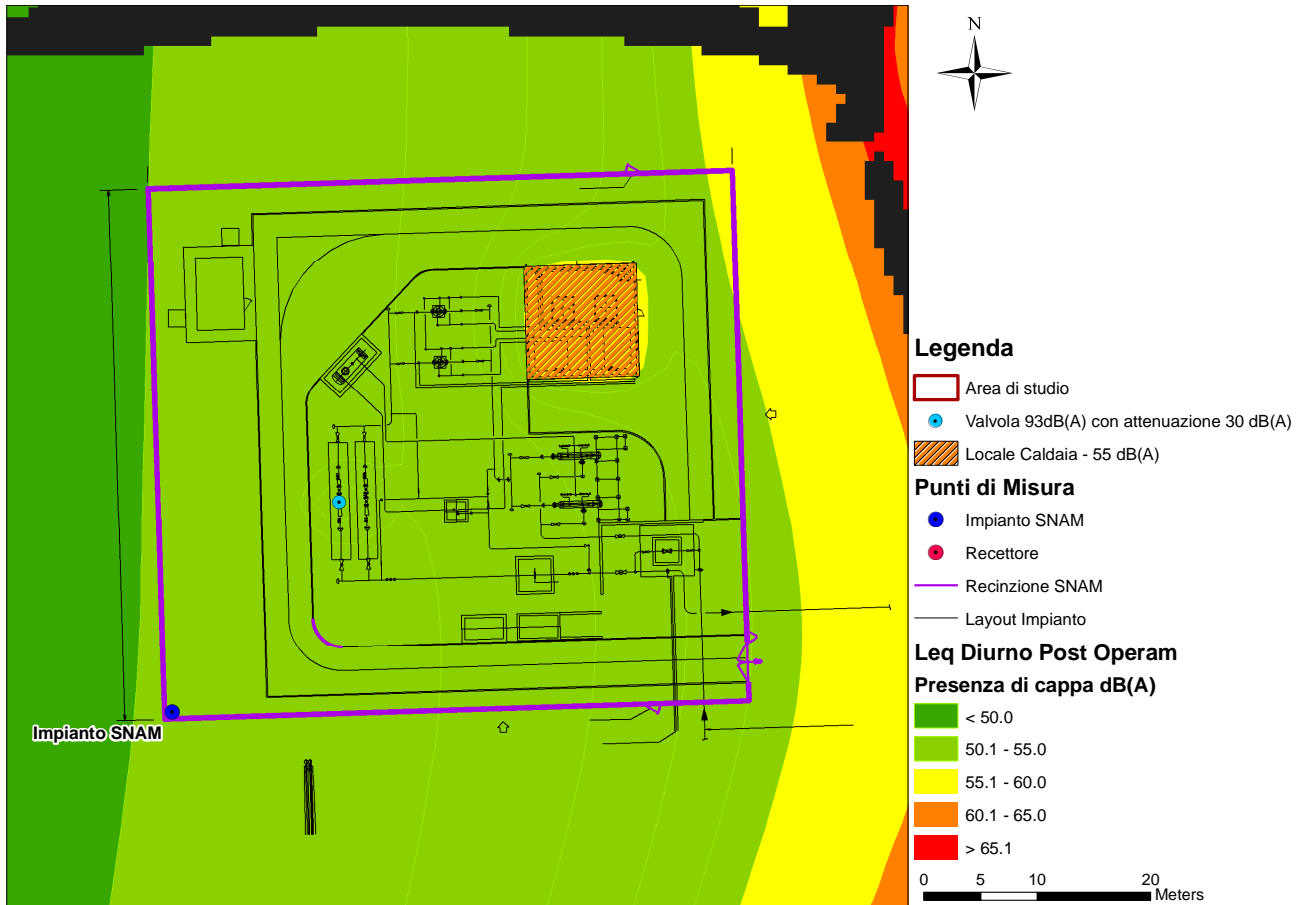 N
Impianto SNAM
Legenda
Area di studio
Valvola 93dB(A) con attenuazione 30 dB(A)
Locale Caldaia - 55 dB(A)
Punti di Misura
Impianto SNAM
Recettore
Recinzione SNAM
Layout Impianto
Leq Diurno Post Operam
Presenza di cappa dB(A)
< 50.0
50.1 - 55.0
55.1 - 60.0
60.1 - 65.0
> 65.1
0 5 10 20
Meters